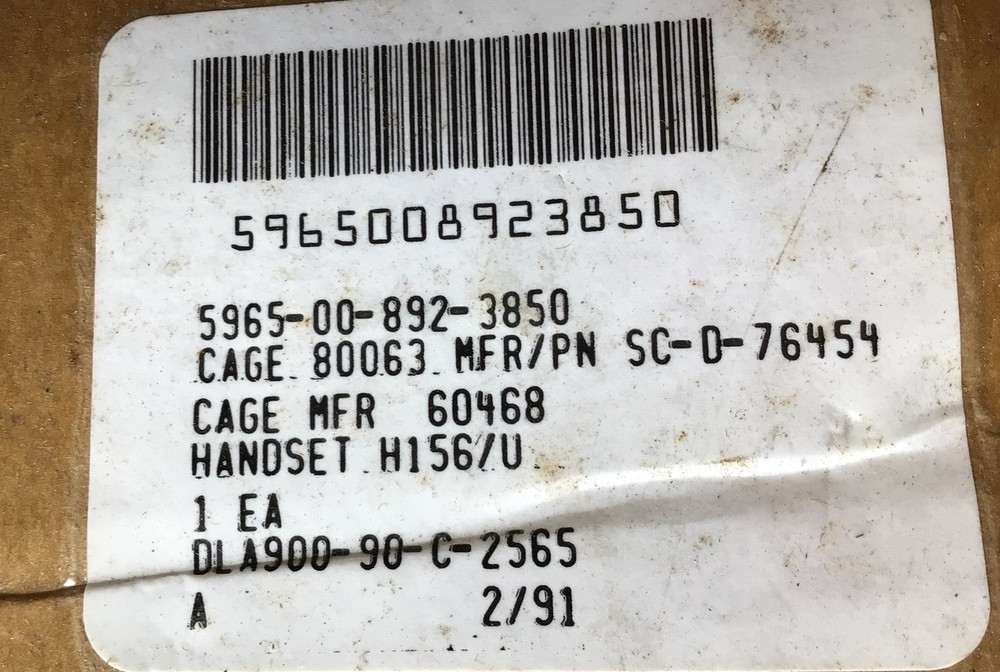 5965008923850
5965-00-892-3850
CAGE 80063 MFR/PN SC-D-76454
CAGE MFR 60468
HANDSET H156/U
1 EA
DLA900-90-C-2565
A 2/91